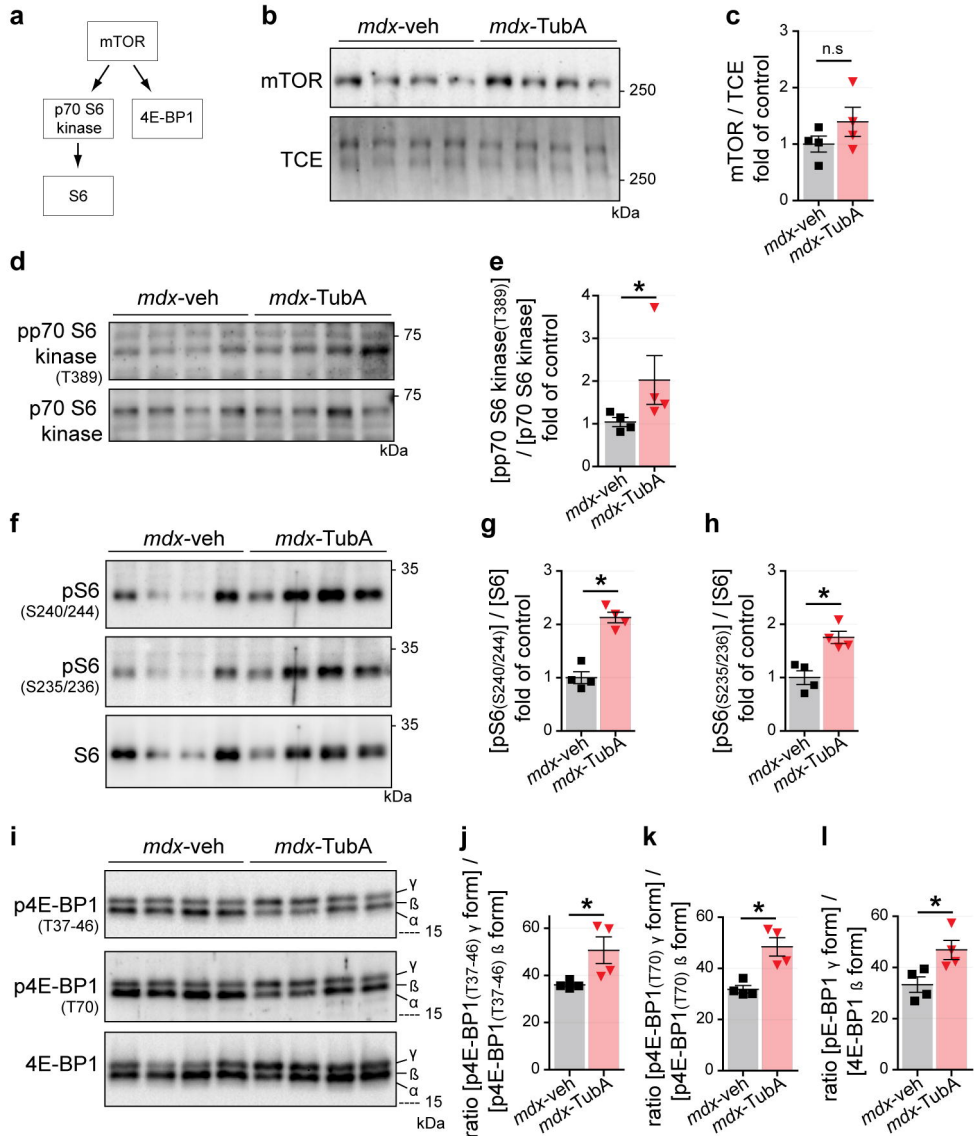 a
mTOR
p70 S6
kinase
4E-BP1
S6
b
mdx-veh
mdx-TubA
mTOR
250
TCE
250
kDa
c
n.s
mTOR / TCE
fold of control
3
2
1
0
mdx-veh
mdx-TubA
d
mdx-veh
mdx-TubA
pp70 S6
kinase
(T389)
75
p70 S6
kinase
75
kDa
e
*
[pp70 S6 kinase(T389)]
/ [p70 S6 kinase]
fold of control
4
3
2
1
0
mdx-veh
mdx-TubA
f
mdx-veh
mdx-TubA
pS6
(S240/244)
35
pS6
(S235/236)
35
S6
35
kDa
g
*
[pS6(S240/244)] / [S6]
fold of control
3
2
1
0
mdx-veh
mdx-TubA
h
*
[pS6(S235/236)] / [S6]
fold of control
3
2
1
0
mdx-veh
mdx-TubA
i
mdx-veh
mdx-TubA
p4E-BP1
(T37-46)
γ
ß
α
15
p4E-BP1
(T70)
γ
ß
α
15
4E-BP1
γ
ß
α
15
kDa
j
*
ratio [p4E-BP1(T37-46) γ form] /
[p4E-BP1(T37-46) ß form]
60
40
20
0
mdx-veh
mdx-TubA
k
*
ratio [p4E-BP1(T70) γ form] /
[p4E-BP1(T70) ß form]
60
40
20
0
mdx-veh
mdx-TubA
l
*
ratio [pE-BP1 γ form] /
[4E-BP1 ß form]
60
40
20
0
mdx-veh
mdx-TubA